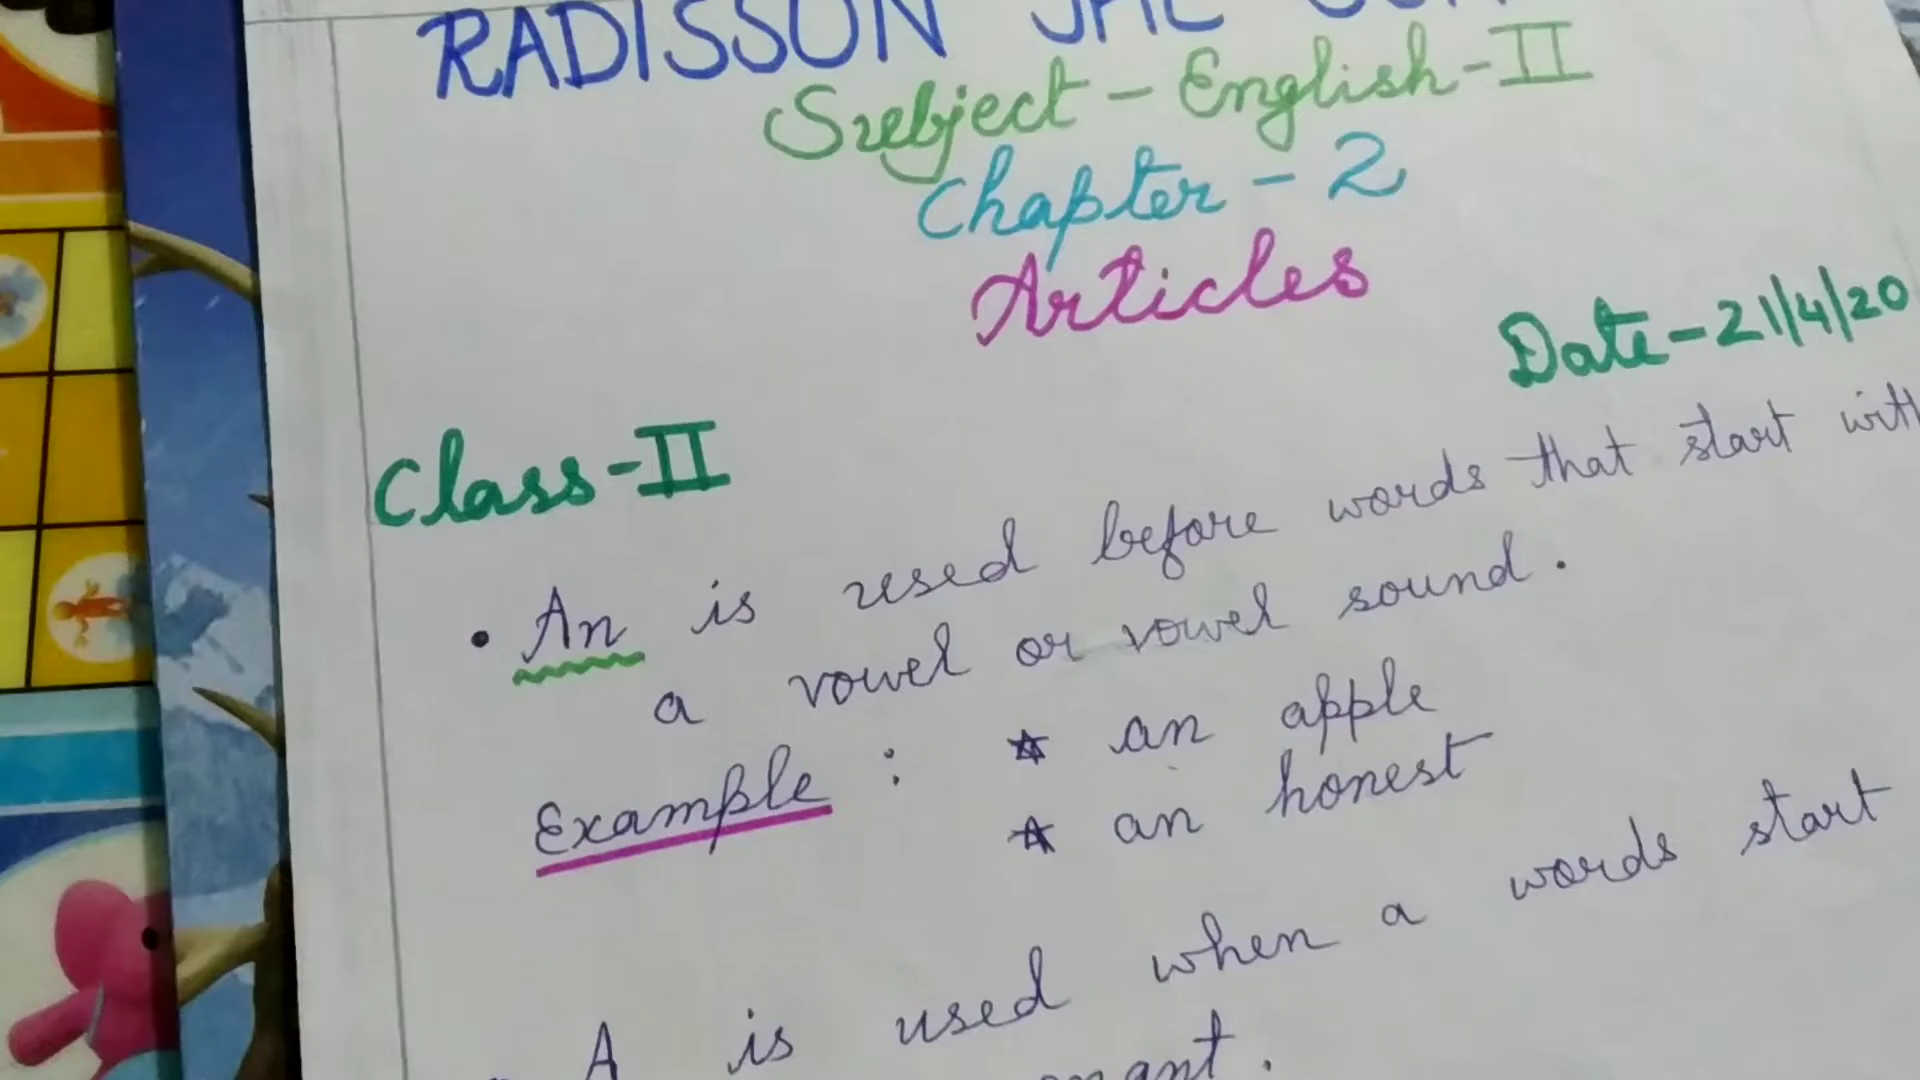 RADISSON
Subject - English-II
Chapter - 2
Articles
Date - 21/4/20
Class-II
• An is used before words that start with
a vowel or vowel sound.
Example : ☆ an apple
☆ an honest
A is used when a words start